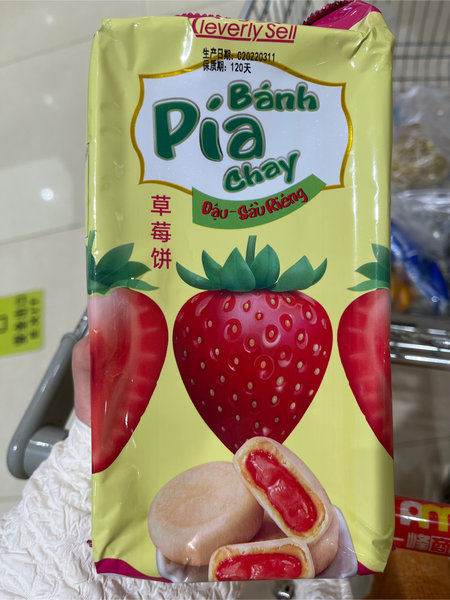 Cleverly Sell
生产日期: C20220311
保质期: 120天
Bánh
Pía
Chay
Đậu-Sầu Riêng
草莓饼